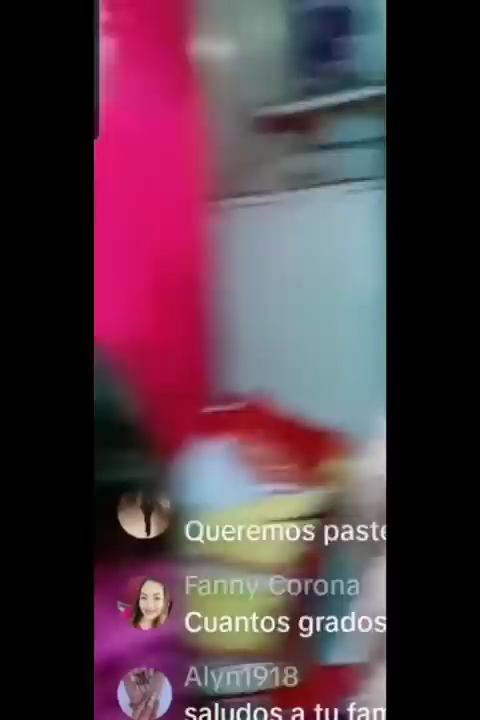 Queremos paste
Fanny Corona
Cuantos grados
Alyn1918
saludos a tu fam